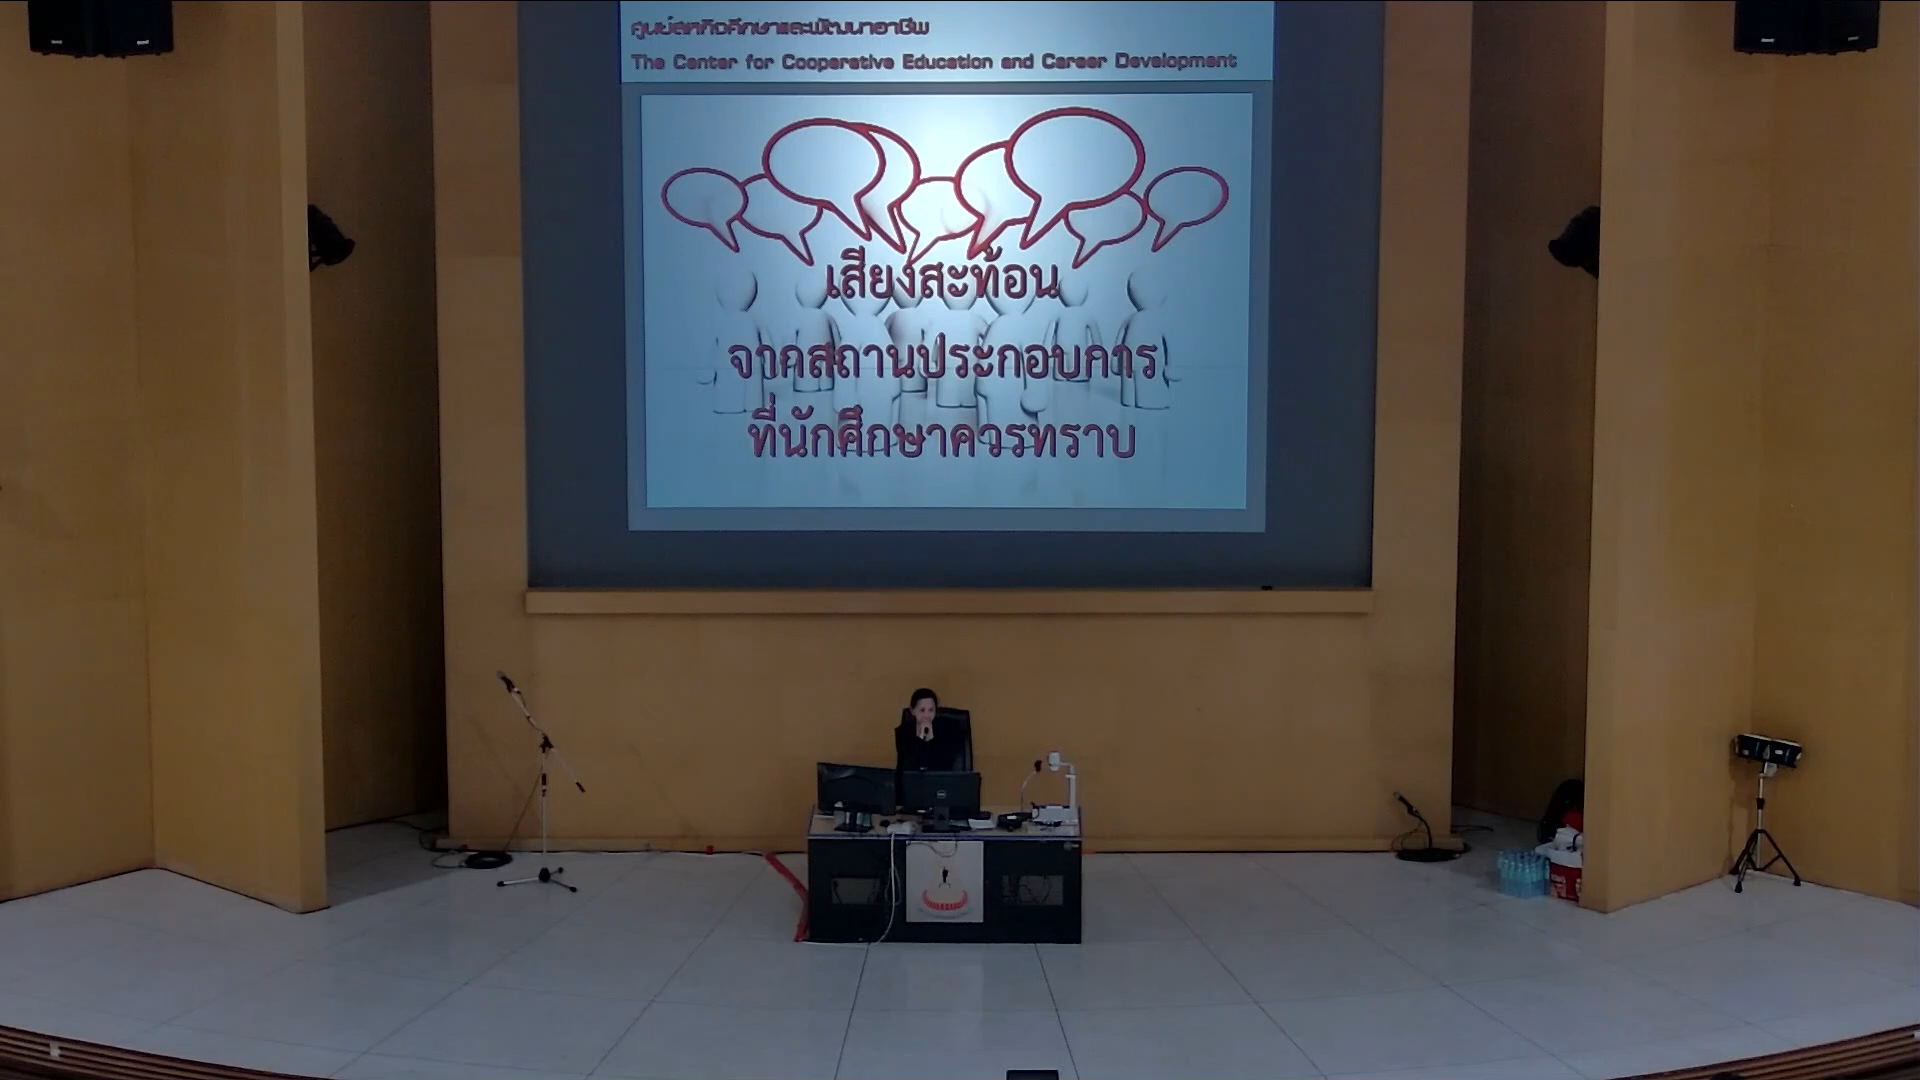 ศูนย์สหกิจศึกษาและพัฒนาอาชีพ
The Center for Cooperative Education and Career Development
เสียงสะท้อน
จากสถานประกอบการ
ที่นักศึกษาควรทราบ